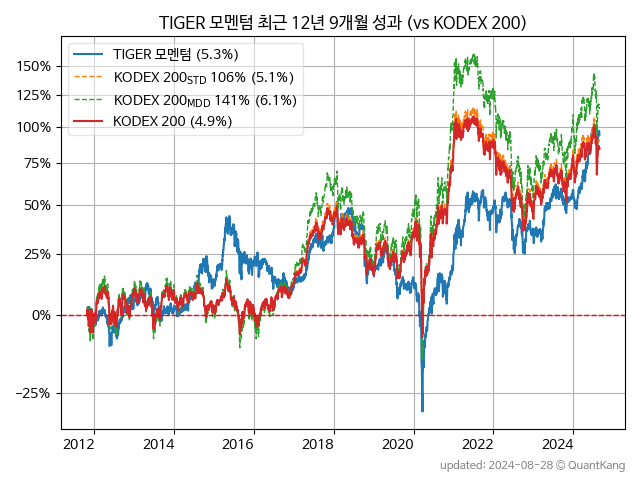 TIGER 모멘텀 최근 12년 9개월 성과 (vs KODEX 200)
TIGER 모멘텀 (5.3%)
KODEX 200STD 106% (5.1%)
KODEX 200MDD 141% (6.1%)
KODEX 200 (4.9%)
150%
125%
100%
75%
50%
25%
0%
−25%
2012 2014 2016 2018 2020 2022 2024
updated: 2024-08-28 © QuantKang